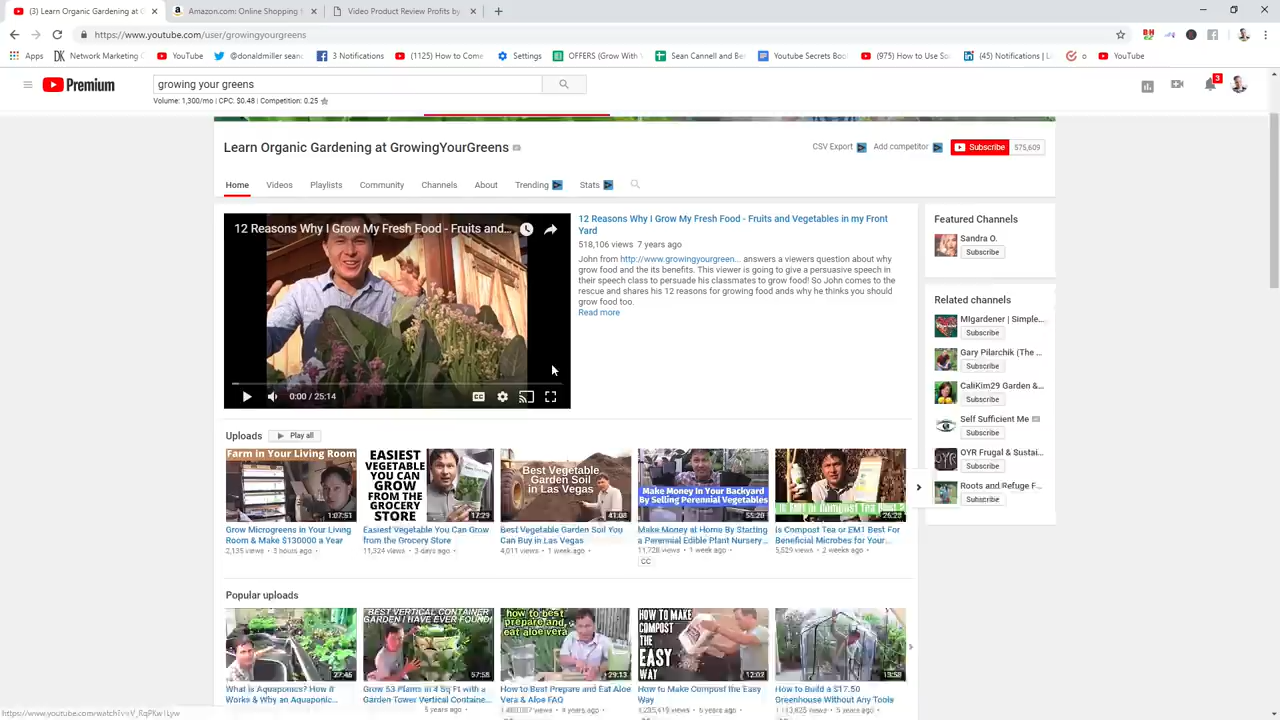 (3) Learn Organic Gardening at G
Amazon.com: Online Shopping S
Video Product Review Profits by
https://www.youtube.com/user/growingyourgreens
Apps
Network Marketing
YouTube
@donaldmiller seanc
3 Notifications
(1125) How to Come
Settings
OFFERS (Grow With
Sean Cannell and Be
Youtube Secrets Boo
(975) How to Use So
(45) Notifications | L
YouTube
Premium
growing your greens
3
Volume: 1,300/mo | CPC: $0.48 | Competition: 0.25
Learn Organic Gardening at GrowingYourGreens
CSV Export
Add competitor
Subscribe
575,609
Home
Videos
Playlists
Community
Channels
About
Trending
Stats
12 Reasons Why I Grow My Fresh Food - Fruits and...
0:00 / 25:14
CC
12 Reasons Why I Grow My Fresh Food - Fruits and Vegetables in my Front
Yard
518,106 views 7 years ago
John from http://www.growingyourgreen... answers a viewers question about why
grow food and the its benefits. This viewer is going to give a persuasive speech in
their speech class to persuade his classmates to grow food! So John comes to the
rescue and shares his 12 reasons for growing food ands why he thinks you should
grow food too.
Read more
Featured Channels
Sandra O.
Subscribe
Related channels
MIgardener | Simple...
Subscribe
Gary Pilarchik (The ...
Subscribe
CaliKim29 Garden &...
Subscribe
Self Sufficient Me
Subscribe
OYR Frugal & Sustai...
Subscribe
Roots and Refuge F...
Subscribe
Uploads
Play all
Farm in Your Living Room
1:07:51
Grow Microgreens in Your Living
Room & Make $130000 a Year
2,135 views • 3 hours ago •
EASIEST
VEGETABLE
YOU CAN
GROW
FROM THE
GROCERY
STORE
17:29
Easiest Vegetable You Can Grow
from the Grocery Store
11,324 views • 3 days ago •
Best Vegetable
Garden Soil
in Las Vegas
41:08
Best Vegetable Garden Soil You
Can Buy in Las Vegas
4,011 views • 1 week ago •
Make Money in Your Backyard
By Selling Perennial Vegetables
55:20
Make Money at Home By Starting
a Perennial Edible Plant Nursery...
11,728 views • 1 week ago •
CC
26:23
Is Compost Tea or EM1 Best For
Beneficial Microbes for Your...
5,529 views • 2 weeks ago •
Popular uploads
27:45
What is Aquaponics? How it
Works & Why an Aquaponic...
BEST VERTICAL CONTAINER
GARDEN I HAVE EVER FOUND!
57:58
Grow 53 Plants in 4 Sq Ft with a
Garden Tower Vertical Containe...
5 years ago •
how to best
prepare and
eat aloe vera
29:13
How to Best Prepare and Eat Aloe
Vera & Aloe FAQ
HOW TO MAKE
COMPOST
THE
EASY
WAY
12:07
How to Make Compost the Easy
Way
13:58
How to Build a $17.50
Greenhouse Without Any Tools